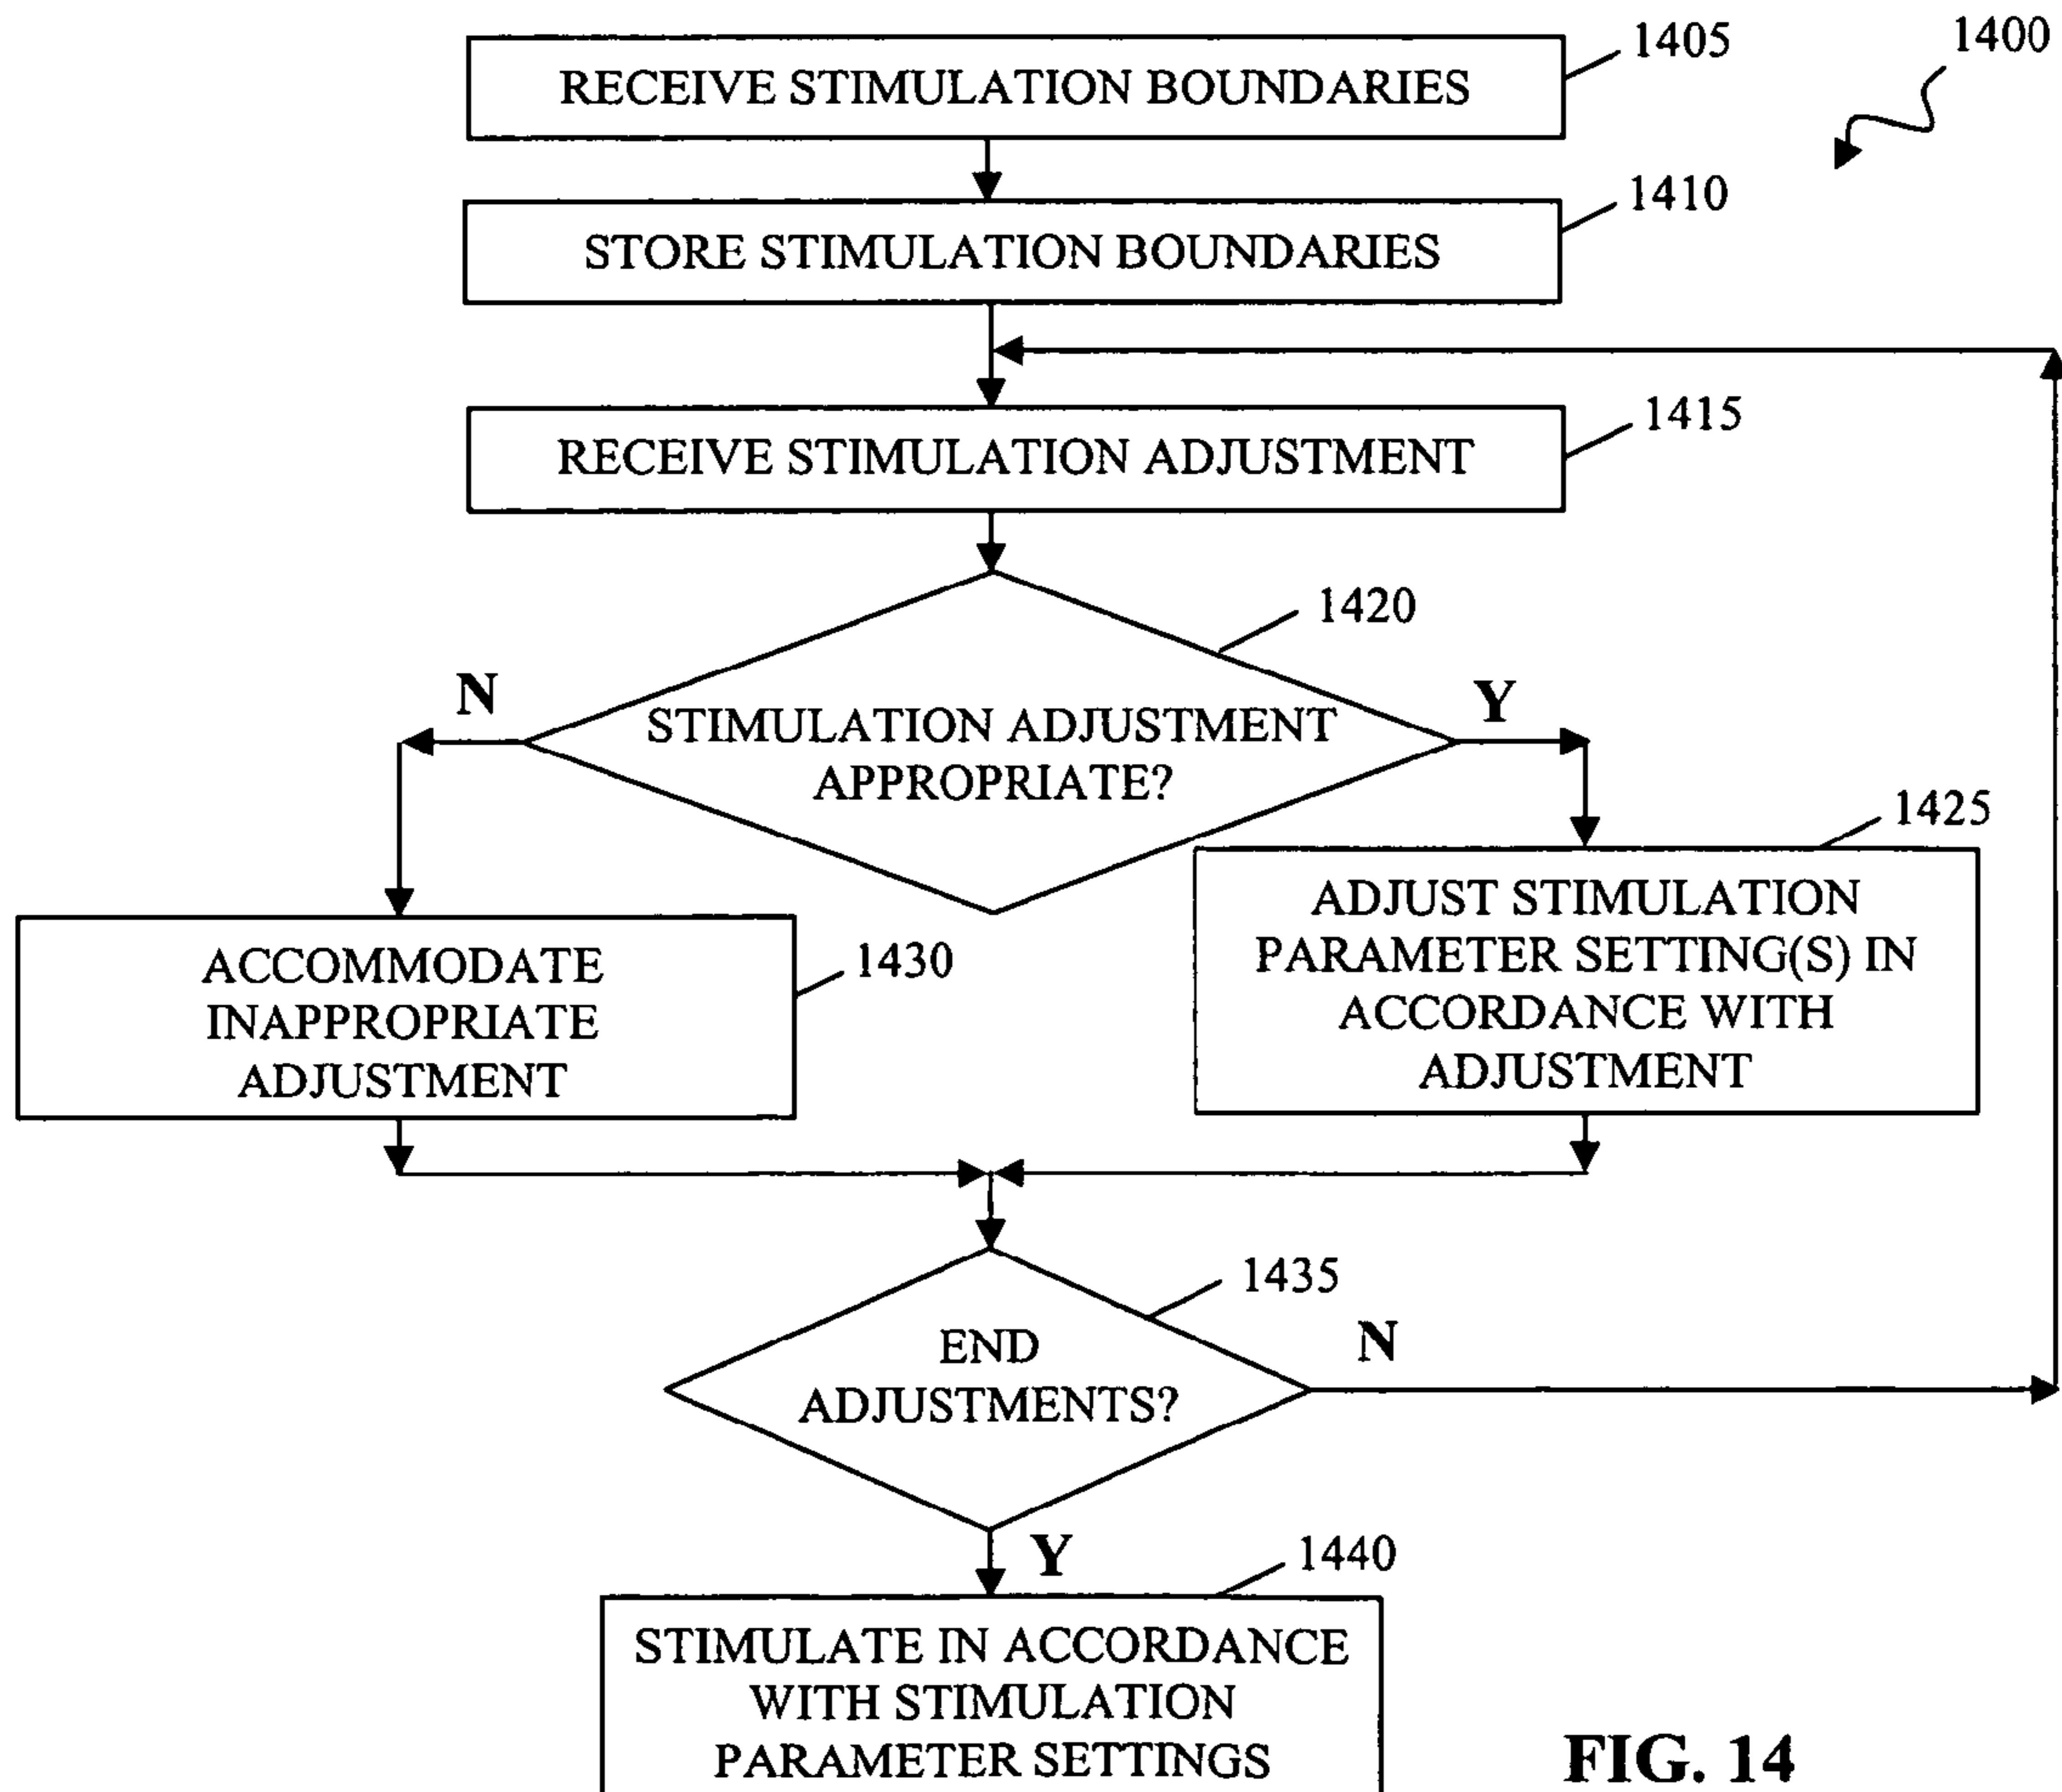 1405
1400
RECEIVE STIMULATION BOUNDARIES
1410
STORE STIMULATION BOUNDARIES
1415
RECEIVE STIMULATION ADJUSTMENT
1420
N
Y
STIMULATION ADJUSTMENT
APPROPRIATE?
1425
ADJUST STIMULATION
PARAMETER SETTING(S) IN
ACCORDANCE WITH
ADJUSTMENT
1430
ACCOMMODATE
INAPPROPRIATE
ADJUSTMENT
1435
END
ADJUSTMENTS?
N
Y
1440
STIMULATE IN ACCORDANCE
WITH STIMULATION
PARAMETER SETTINGS
FIG. 14